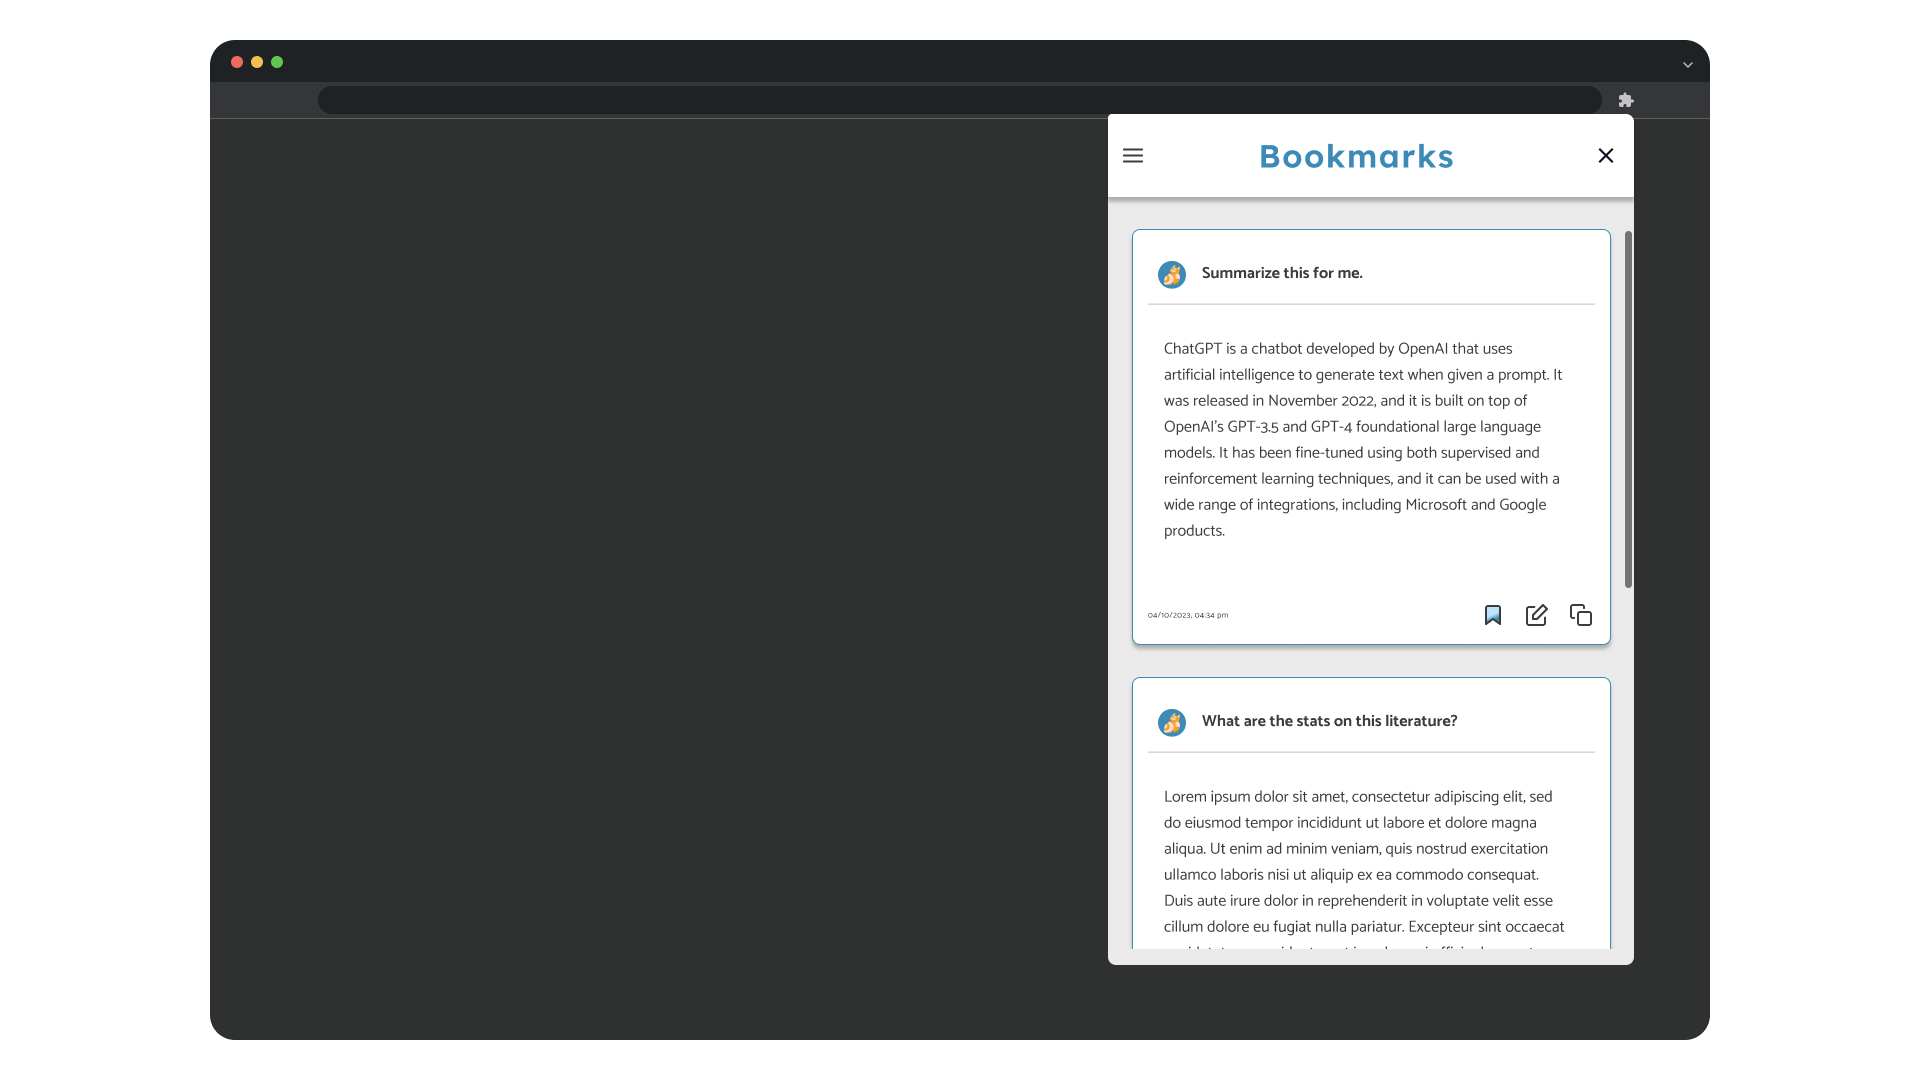 Bookmarks
Summarize this for me.
ChatGPT is a chatbot developed by OpenAI that uses
artificial intelligence to generate text when given a prompt. It
was released in November 2022, and it is built on top of
OpenAI's GPT-3.5 and GPT-4 foundational large language
models. It has been fine-tuned using both supervised and
reinforcement learning techniques, and it can be used with a
wide range of integrations, including Microsoft and Google
products.
04/10/2023, 04:34 pm
What are the stats on this literature?
Lorem ipsum dolor sit amet, consectetur adipiscing elit, sed
do eiusmod tempor incididunt ut labore et dolore magna
aliqua. Ut enim ad minim veniam, quis nostrud exercitation
ullamco laboris nisi ut aliquip ex ea commodo consequat.
Duis aute irure dolor in reprehenderit in voluptate velit esse
cillum dolore eu fugiat nulla pariatur. Excepteur sint occaecat